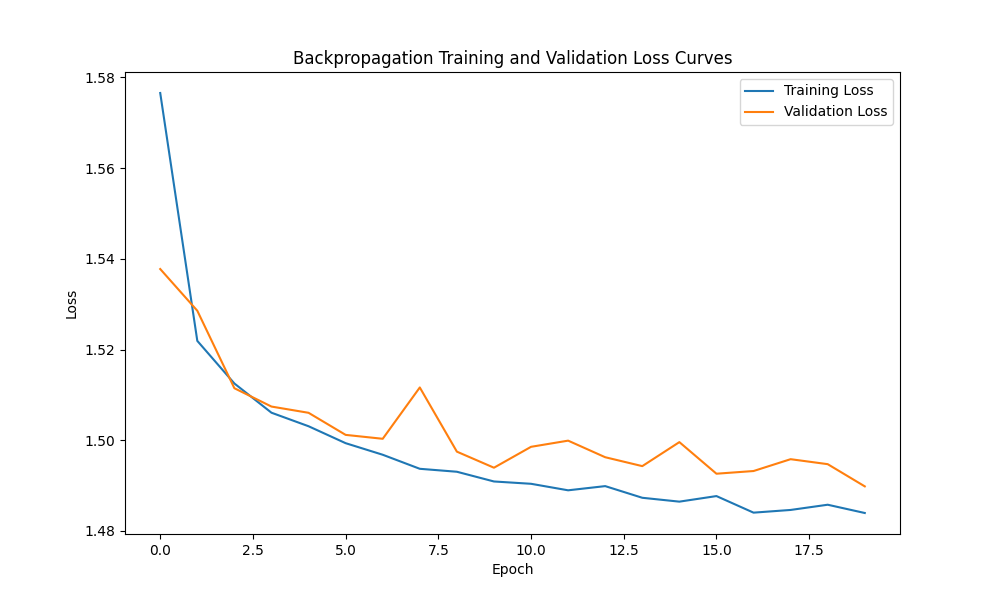 Backpropagation Training and Validation Loss Curves
Training Loss
Validation Loss
1.58
1.56
1.54
1.52
1.50
1.48
Loss
0.0 2.5 5.0 7.5 10.0 12.5 15.0 17.5
Epoch